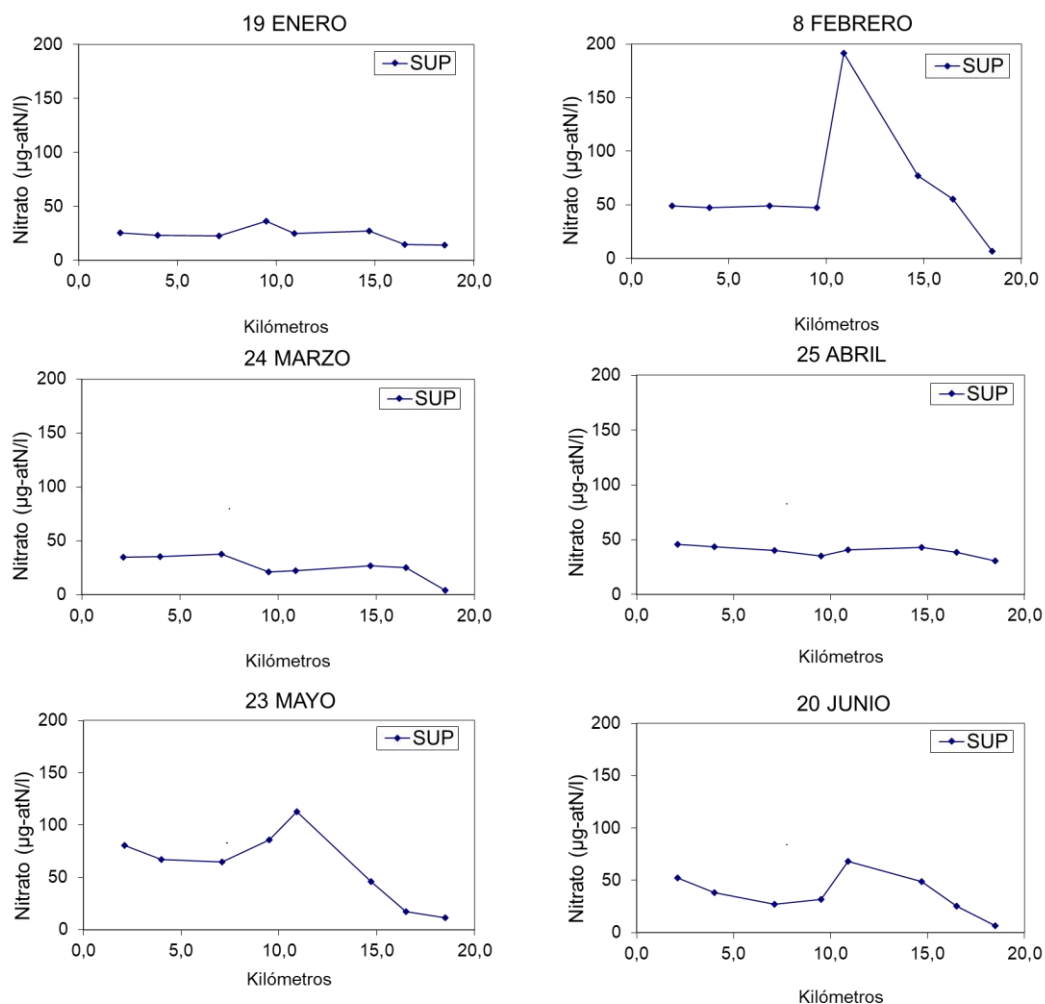 19 ENERO
SUP
Nitrato (µg-atN/l)
200
150
100
50
0
0,0 5,0 10,0 15,0 20,0
Kilómetros
8 FEBRERO
SUP
Nitrato (µg-atN/l)
200
150
100
50
0
0,0 5,0 10,0 15,0 20,0
Kilómetros
24 MARZO
SUP
Nitrato (µg-atN/l)
200
150
100
50
0
0,0 5,0 10,0 15,0 20,0
Kilómetros
25 ABRIL
SUP
Nitrato (µg-atN/l)
200
150
100
50
0
0,0 5,0 10,0 15,0 20,0
Kilómetros
23 MAYO
SUP
Nitrato (µg-atN/l)
200
150
100
50
0
0,0 5,0 10,0 15,0 20,0
Kilómetros
20 JUNIO
SUP
Nitrato (µg-atN/l)
200
150
100
50
0
0,0 5,0 10,0 15,0 20,0
Kilómetros